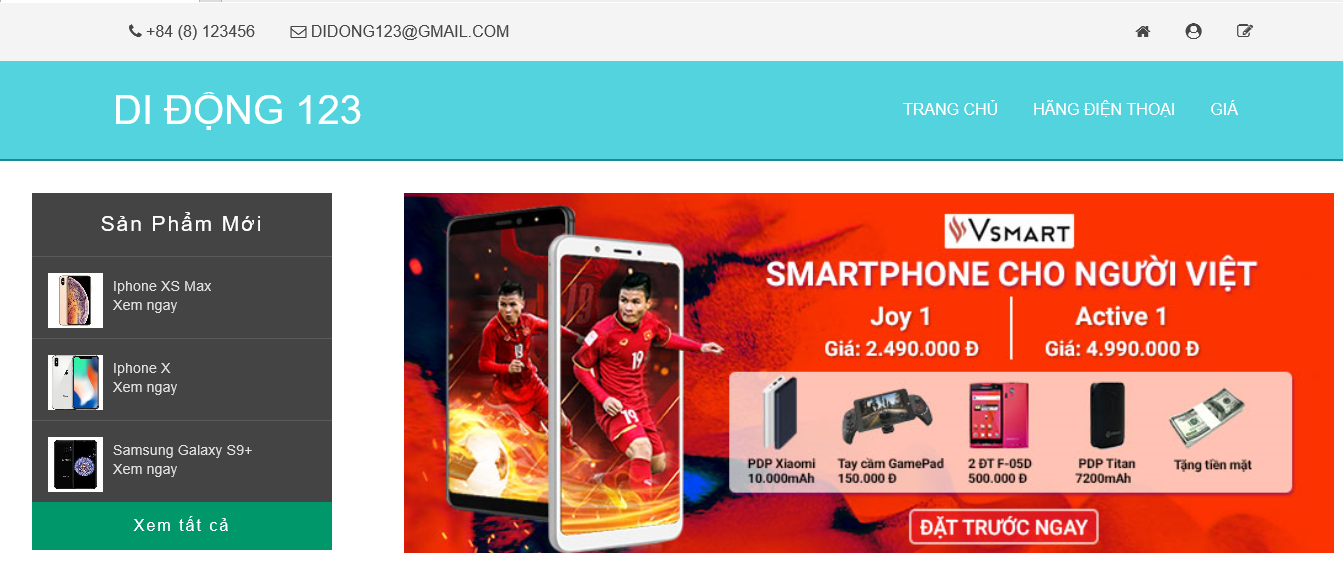 +84 (8) 123456
DIDONG123@GMAIL.COM
DI ĐỘNG 123
TRANG CHỦ
HÃNG ĐIỆN THOẠI
GIÁ
Sản Phẩm Mới
Iphone XS Max
Xem ngay
Iphone X
Xem ngay
Samsung Galaxy S9+
Xem ngay
Xem tất cả
VSMART
SMARTPHONE CHO NGƯỜI VIỆT
Joy 1
Giá: 2.490.000 Đ
Active 1
Giá: 4.990.000 Đ
PDP Xiaomi
10.000mAh
Tay cầm GamePad
150.000 Đ
2 ĐT F-05D
500.000 Đ
PDP Titan
7200mAh
Tặng tiền mặt
ĐẶT TRƯỚC NGAY
19
19